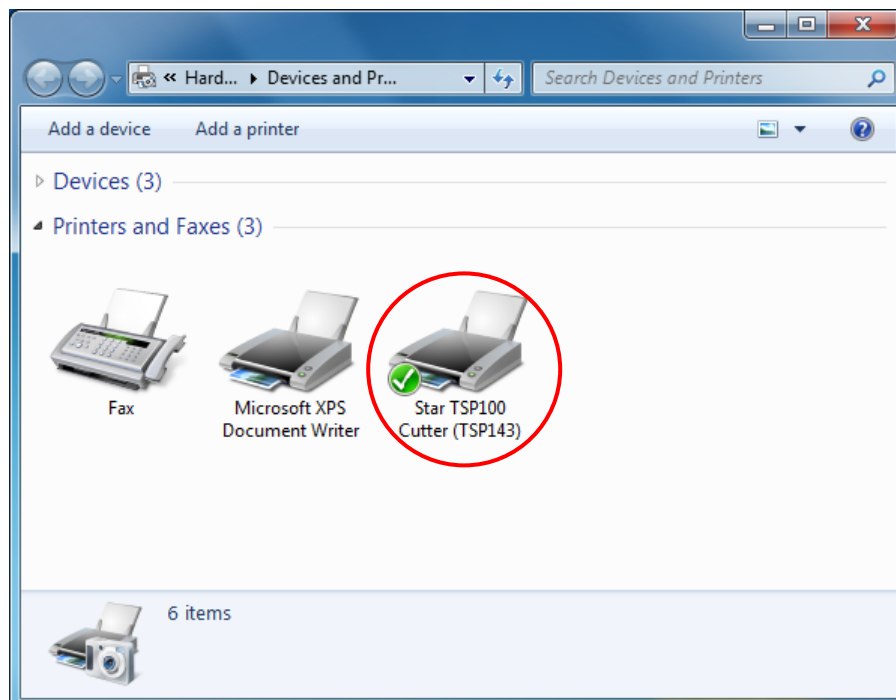 « Hard... ▸ Devices and Pr...
Search Devices and Printers
Add a device Add a printer
Devices (3)
Printers and Faxes (3)
Fax
Microsoft XPS
Document Writer
Star TSP100
Cutter (TSP143)
6 items